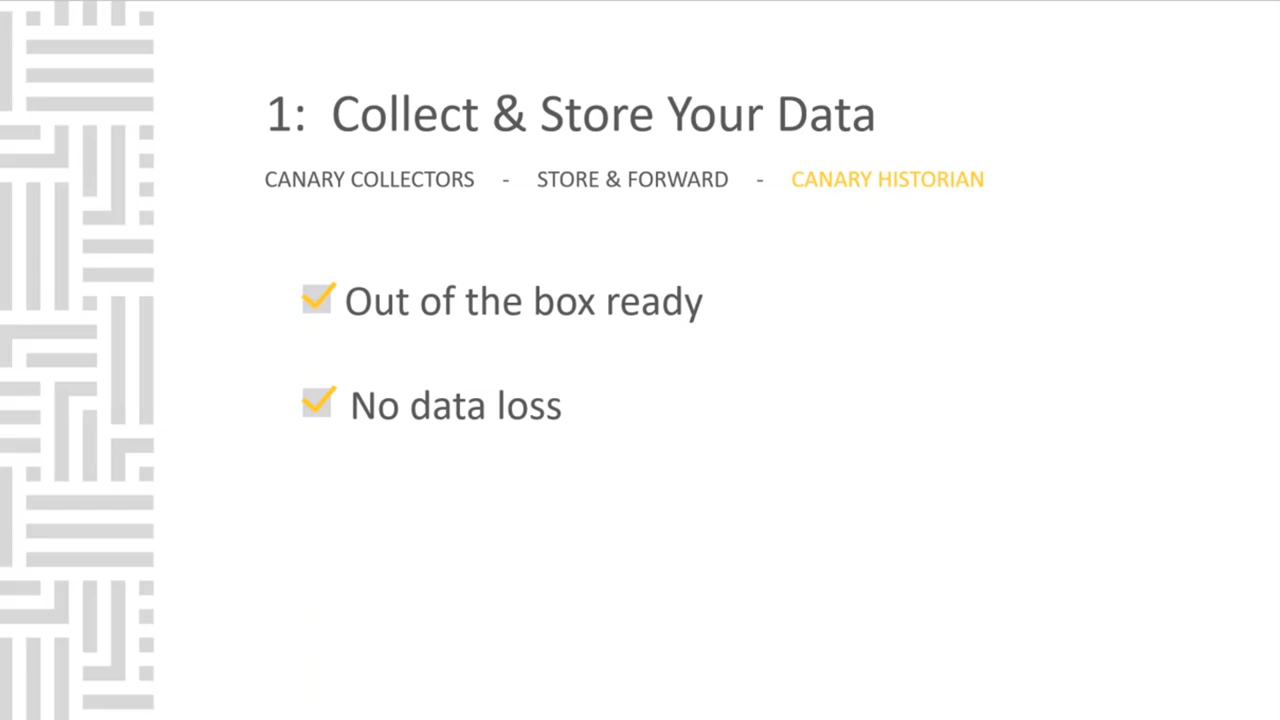 1: Collect & Store Your Data
CANARY COLLECTORS - STORE & FORWARD - CANARY HISTORIAN
Out of the box ready
No data loss